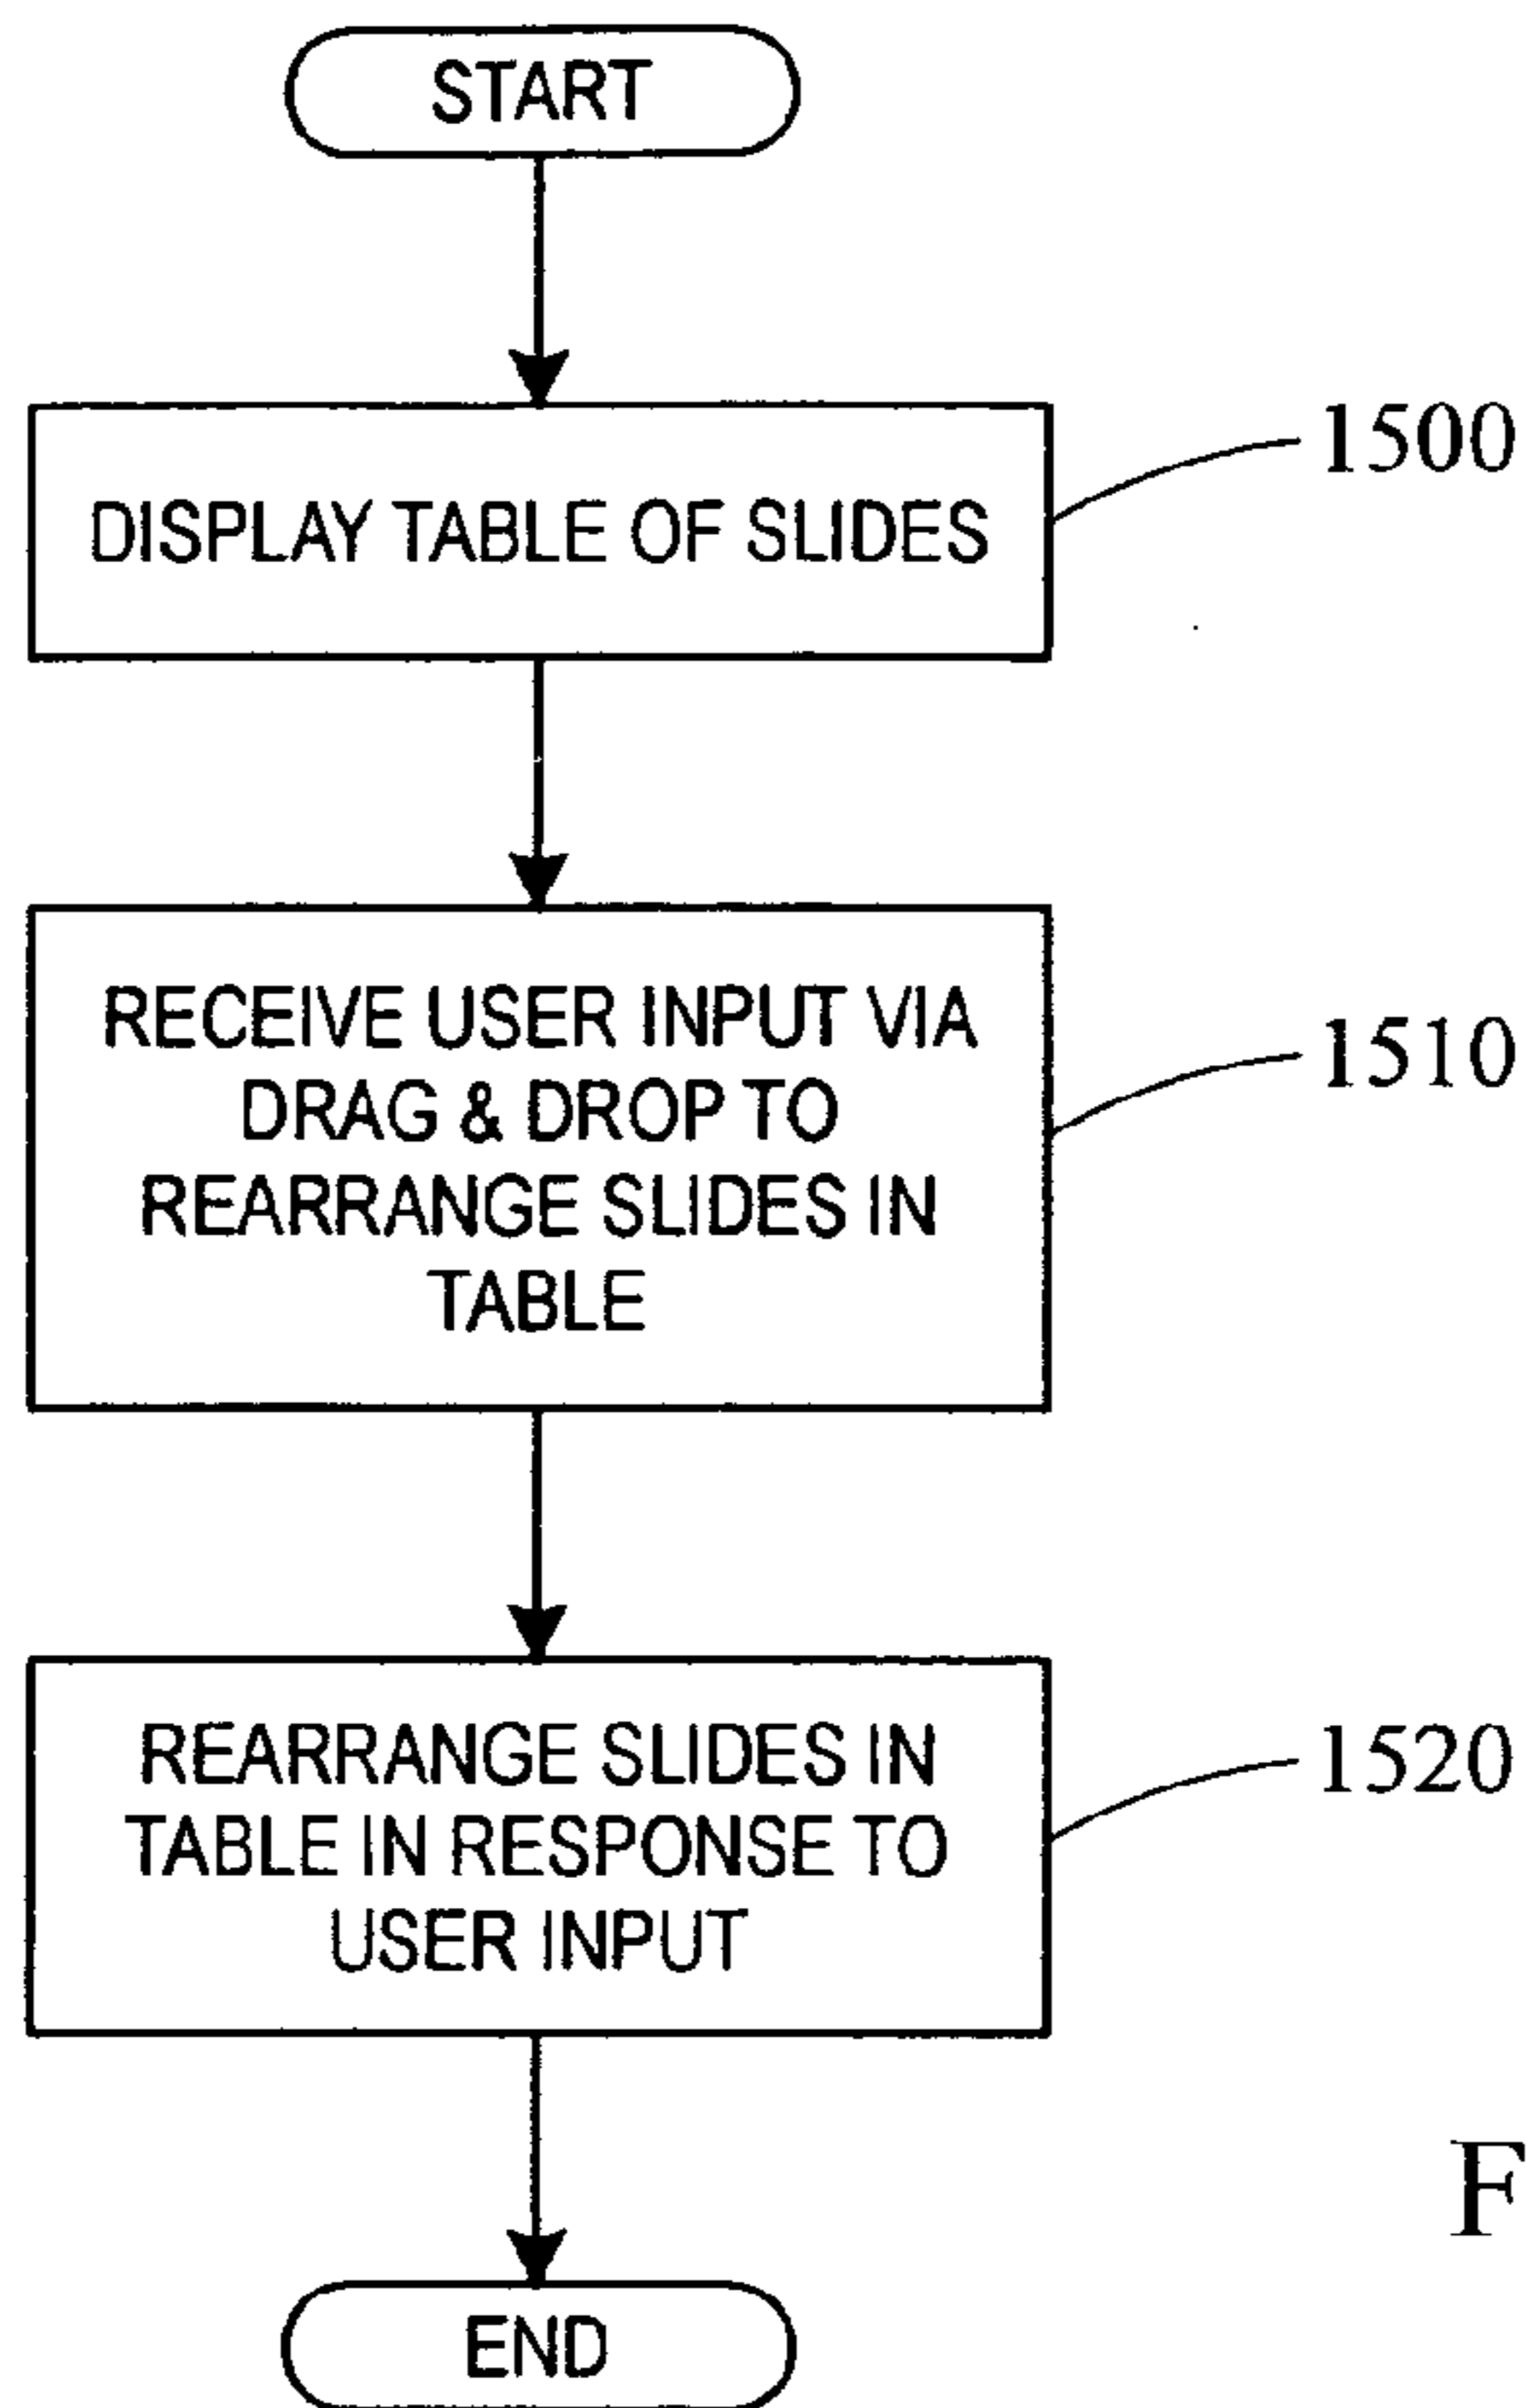 START
DISPLAY TABLE OF SLIDES
1500
RECEIVE USER INPUT VIA
DRAG & DROP TO
REARRANGE SLIDES IN
TABLE
1510
REARRANGE SLIDES IN
TABLE IN RESPONSE TO
USER INPUT
1520
F
END